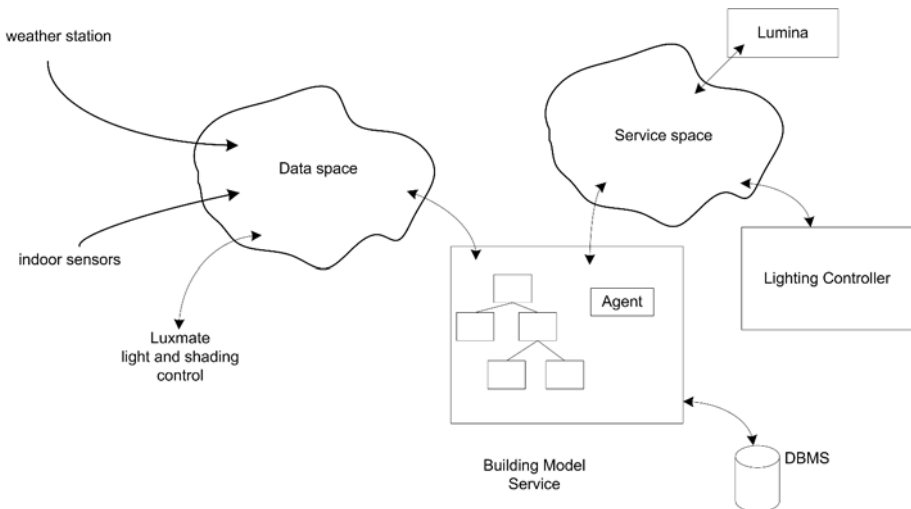 weather station
Lumina
Service space
Data space
indoor sensors
Lighting Controller
Agent
Luxmate
light and shading
control
Building Model
Service
DBMS